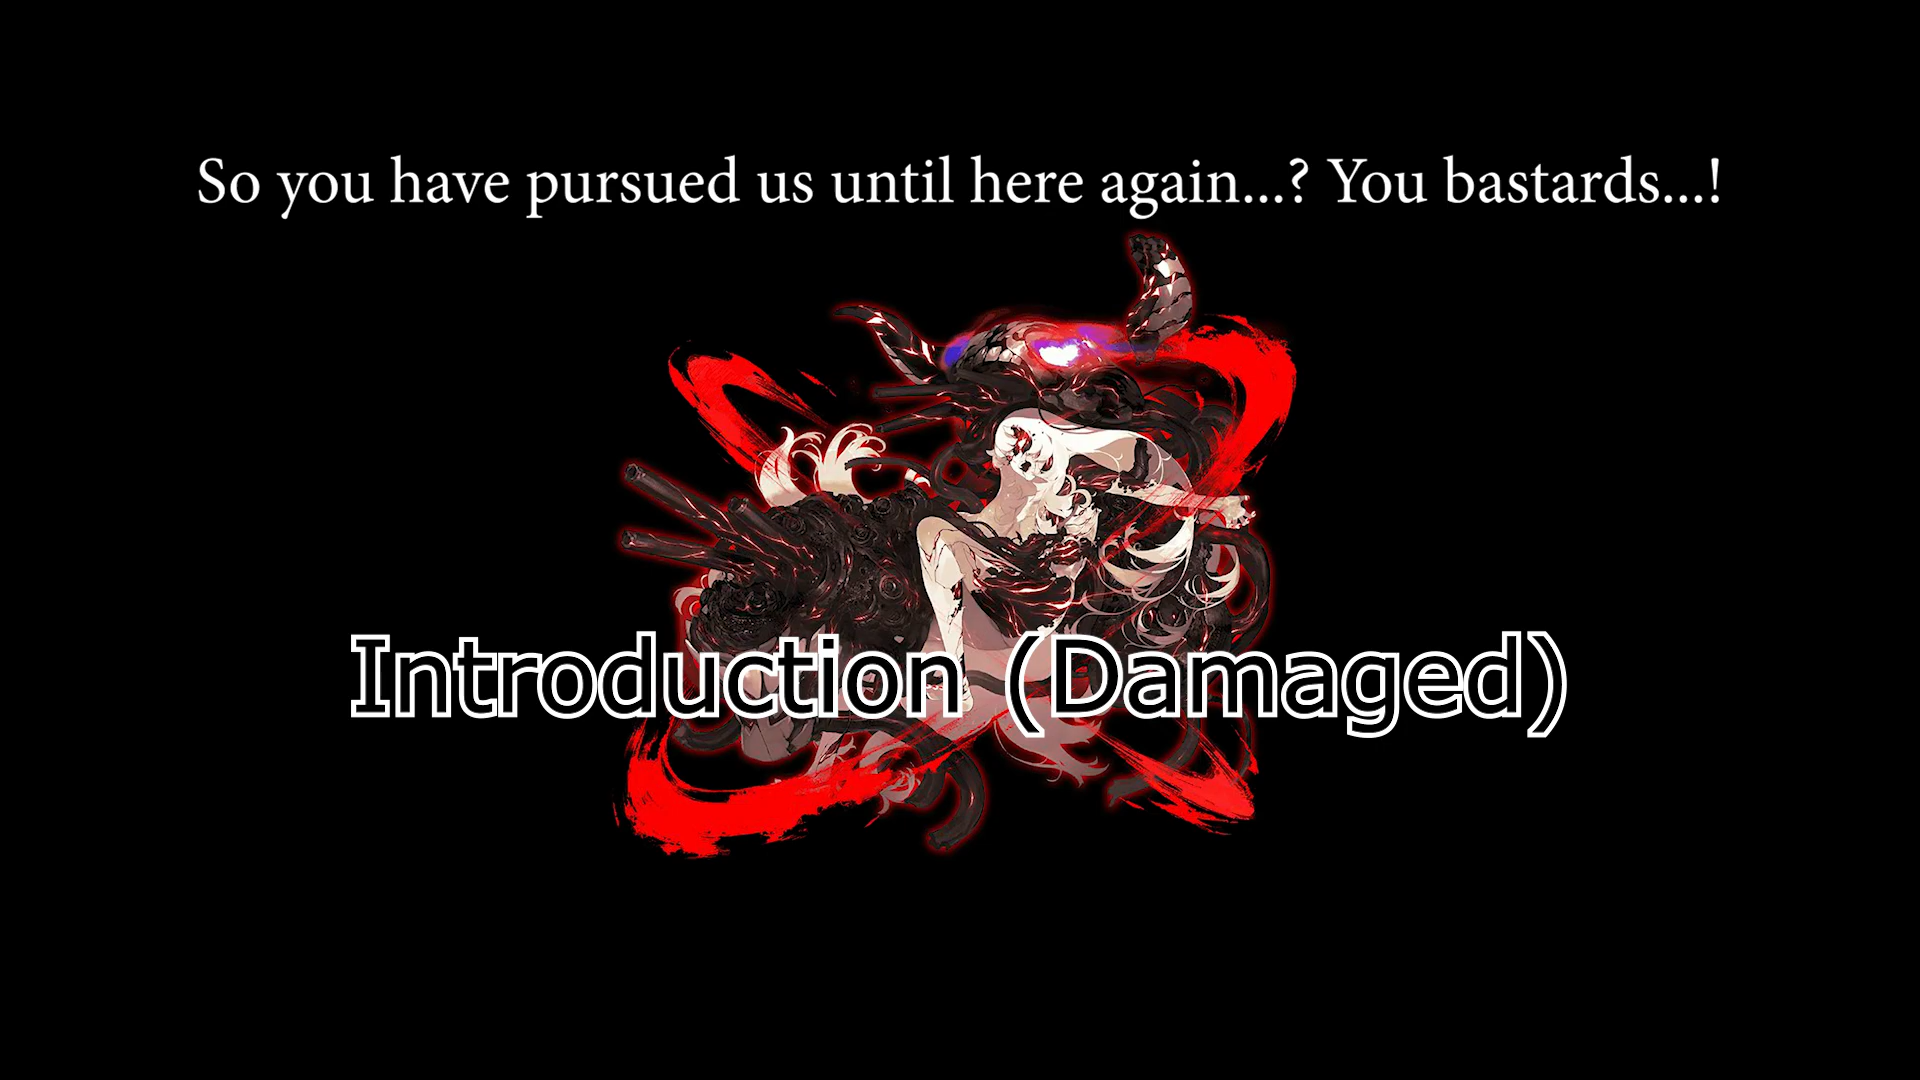 So you have pursued us until here again...? You bastards...!
Introduction (Damaged)